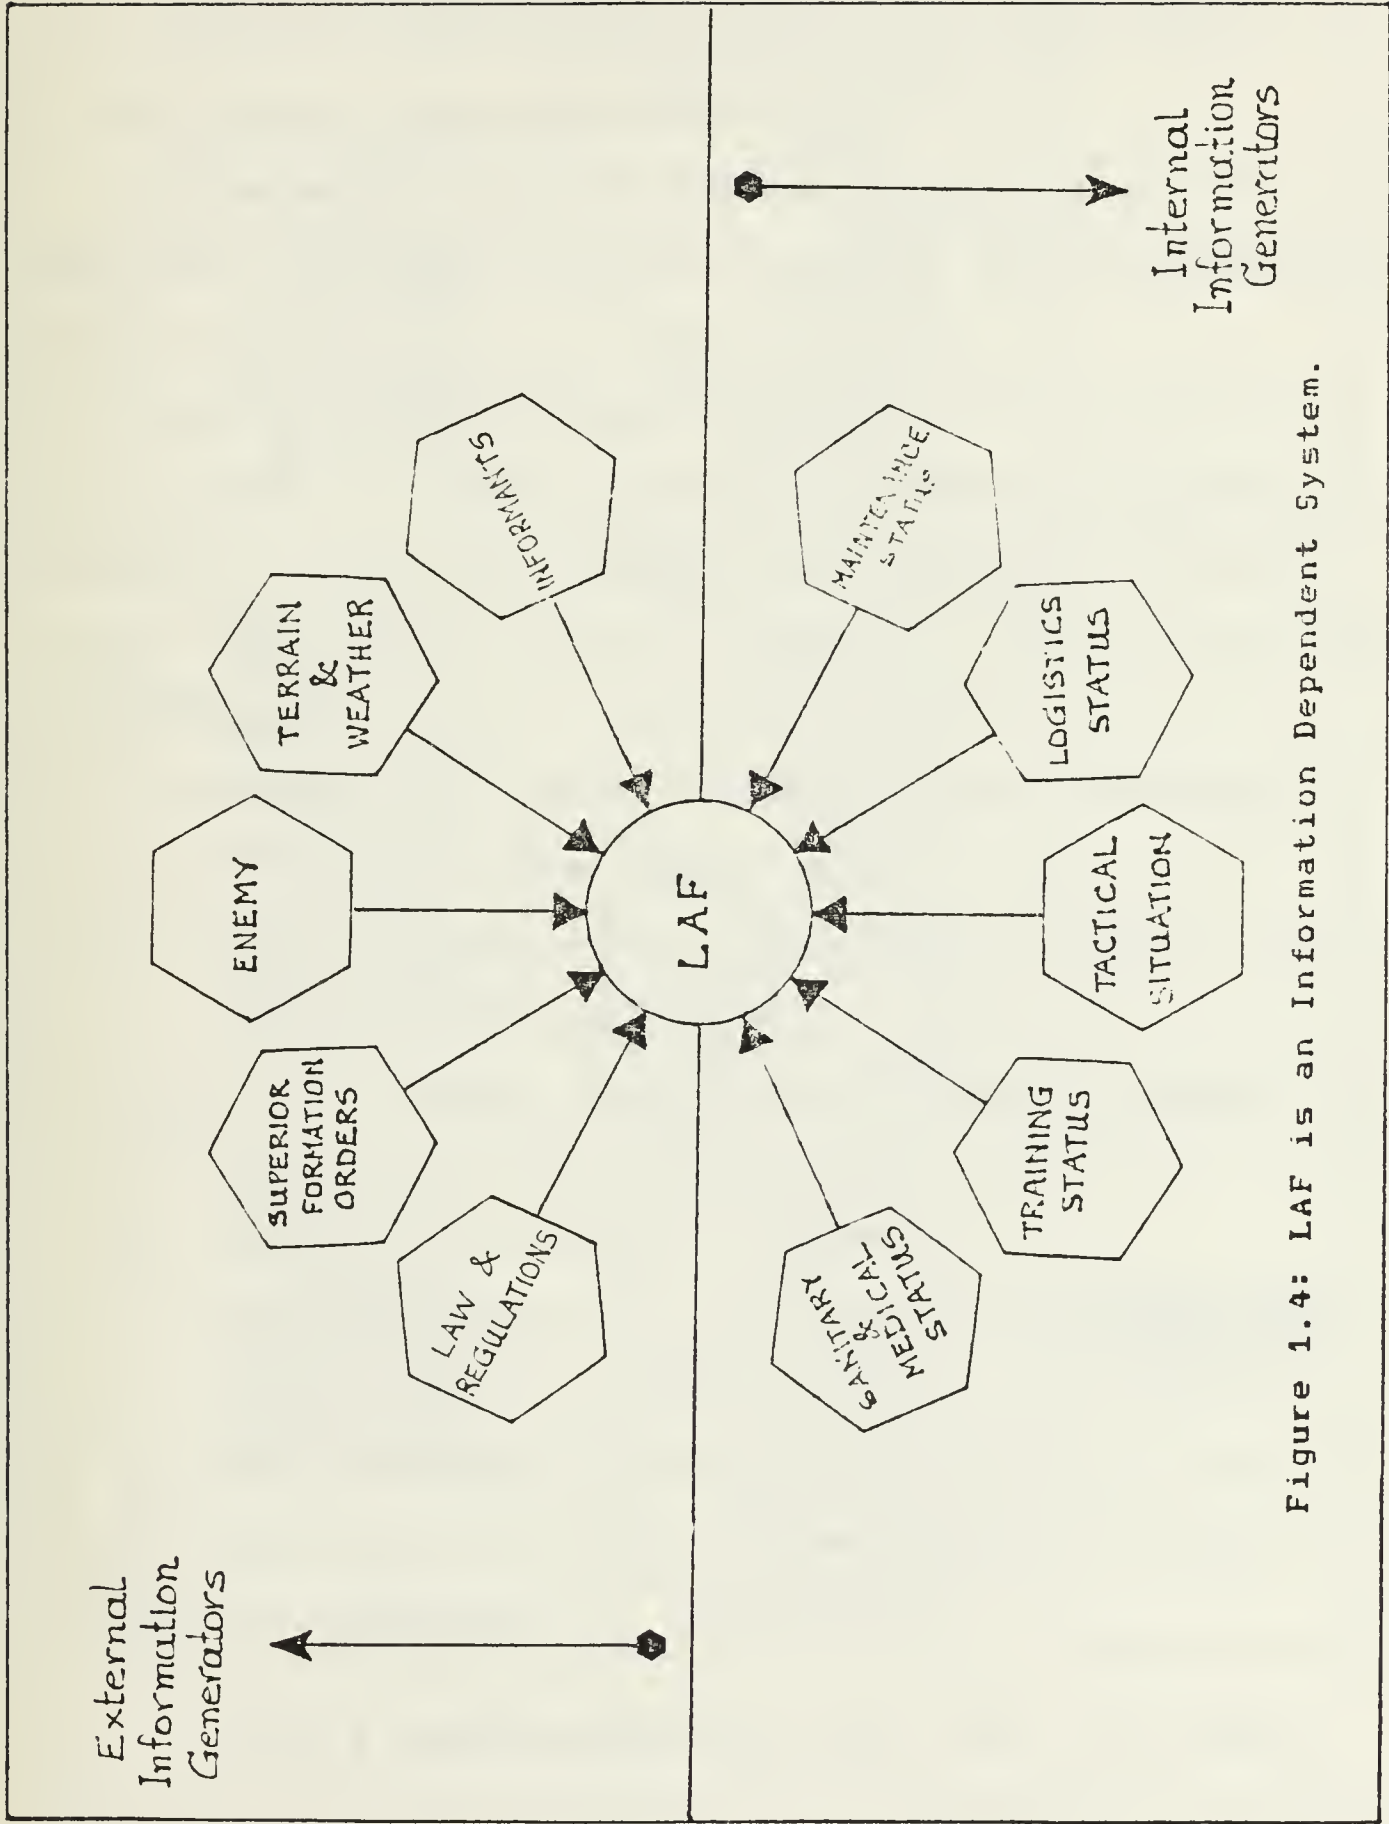 External
Information
Generators
LAW &
REGULATIONS
SUPERIOR
FORMATION
ORDERS
ENEMY
TERRAIN
&
WEATHER
INFORMANTS
LAF
SANITARY
&
MEDICAL
STATUS
TRAINING
STATUS
TACTICAL
SITUATION
LOGISTICS
STATUS
MAINTENANCE
STATUS
Internal
Information
Generators
Figure 1.4: LAF is an Information Dependent System.